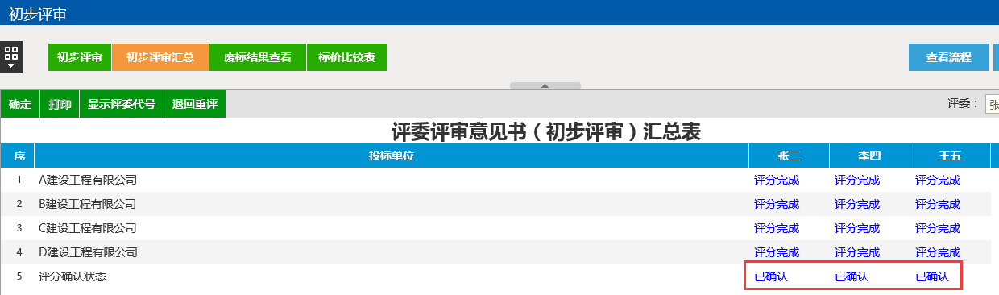 初步评审
初步评审 初步评审汇总 废标结果查看 标价比较表 查看流程
确定 打印 显示评委代号 退回重评 评委： 张
评委评审意见书（初步评审）汇总表
序 投标单位 张三 李四 王五
1 A建设工程有限公司 评分完成 评分完成 评分完成
2 B建设工程有限公司 评分完成 评分完成 评分完成
3 C建设工程有限公司 评分完成 评分完成 评分完成
4 D建设工程有限公司 评分完成 评分完成 评分完成
5 评分确认状态 已确认 已确认 已确认